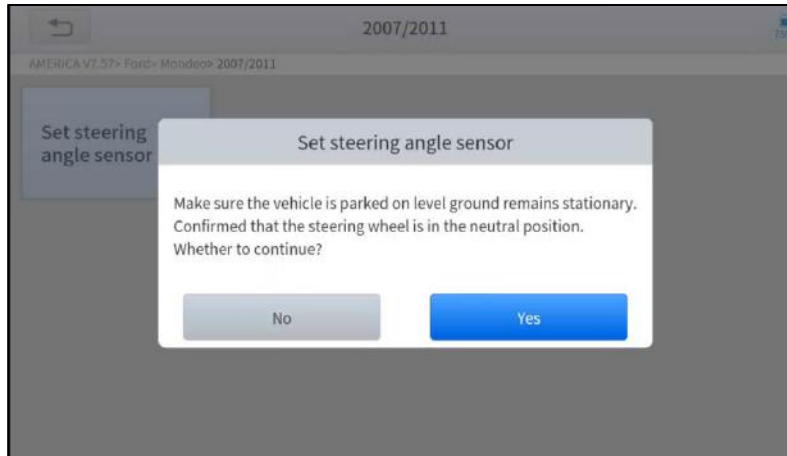 2007/2011
AMERICA V7.57> Ford> Mondeo> 2007/2011
Set steering
angle sensor
Set steering angle sensor
Make sure the vehicle is parked on level ground remains stationary.
Confirmed that the steering wheel is in the neutral position.
Whether to continue?
No
Yes